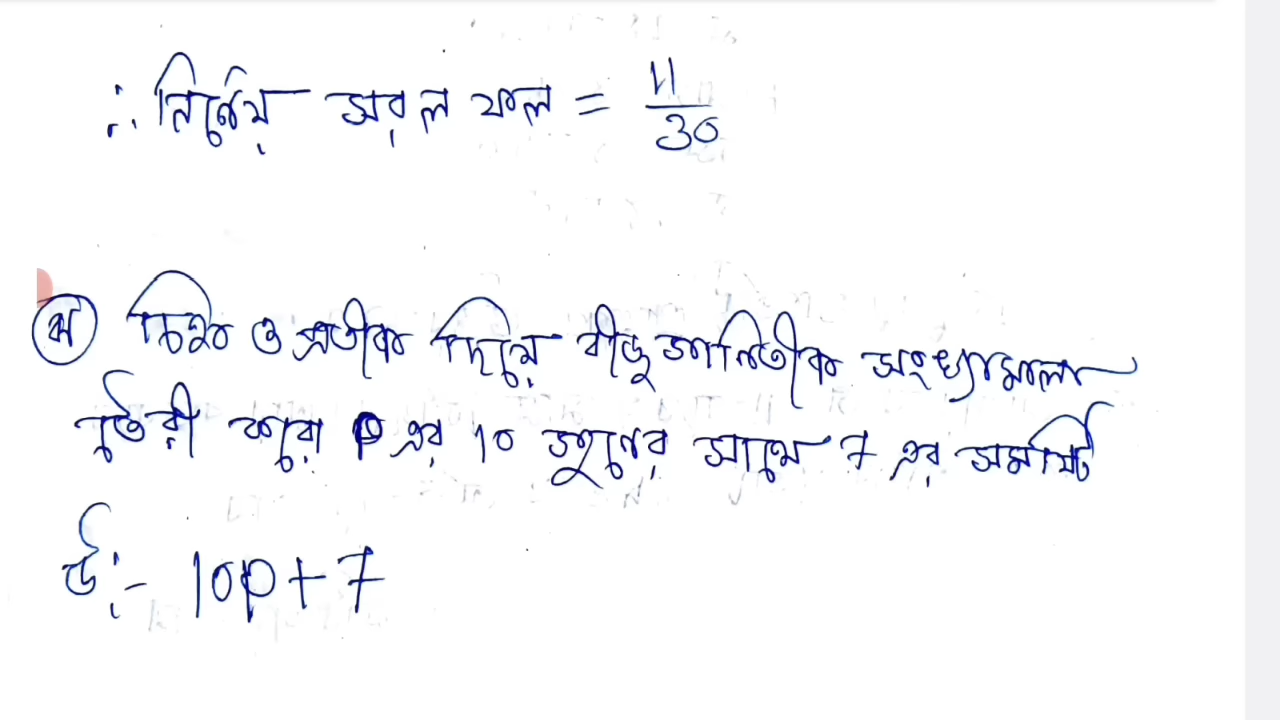 ∴ নির্ণেয় সরল ফল = 11/30
ঝ চিহ্ন ও প্রতীক দিয়ে বীজগানিতীক সংখ্যামালা
তৈরী করো P এর 10 গুণের সাথে 7 এর সমষ্টি
উঃ- 10p + 7